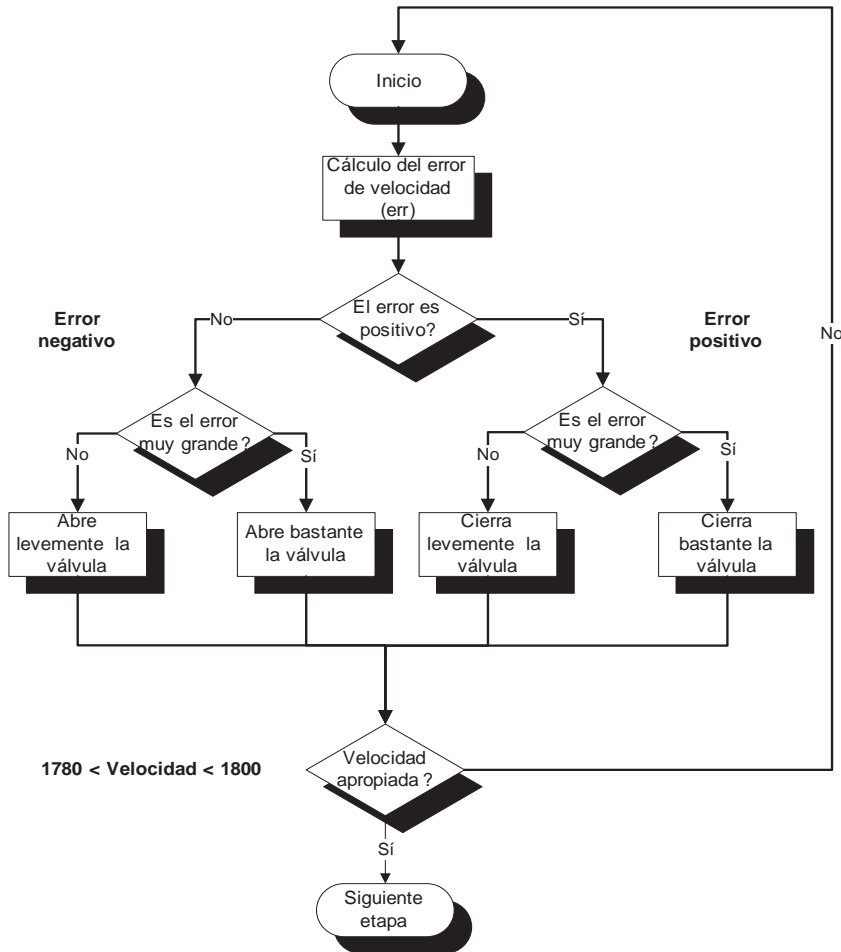 Inicio
Cálculo del error
de velocidad
(err)
El error es
positivo?
No
Sí
Error
negativo
Error
positivo
No
Es el error
muy grande?
Es el error
muy grande?
No
Sí
No
Sí
Abre
levemente la
válvula
Abre bastante
la válvula
Cierra
levemente la
válvula
Cierra
bastante la
válvula
1780 < Velocidad < 1800
Velocidad
apropiada?
Sí
Siguiente
etapa